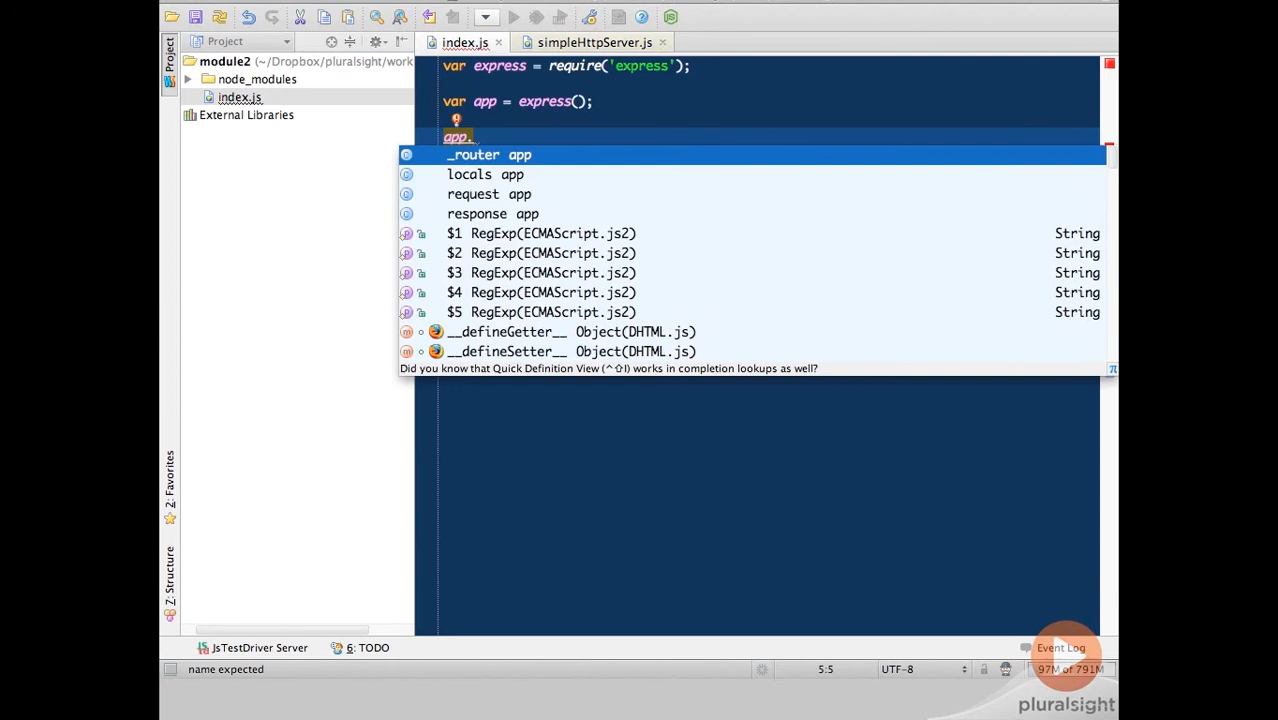 Project
index.js
simpleHttpServer.js
1: Project
module2 (~/Dropbox/pluralsight/work
node_modules
index.js
External Libraries
var express = require('express');
var app = express();
app.
_router app
locals app
request app
response app
$1 RegExp(ECMAScript.js2) String
$2 RegExp(ECMAScript.js2) String
$3 RegExp(ECMAScript.js2) String
$4 RegExp(ECMAScript.js2) String
$5 RegExp(ECMAScript.js2) String
__defineGetter__ Object(DHTML.js)
__defineSetter__ Object(DHTML.js)
Did you know that Quick Definition View (^⇧I) works in completion lookups as well? π
2: Favorites
Z: Structure
JsTestDriver Server
6: TODO
Event Log
name expected
5:5
UTF-8
97M of 791M
pluralsight